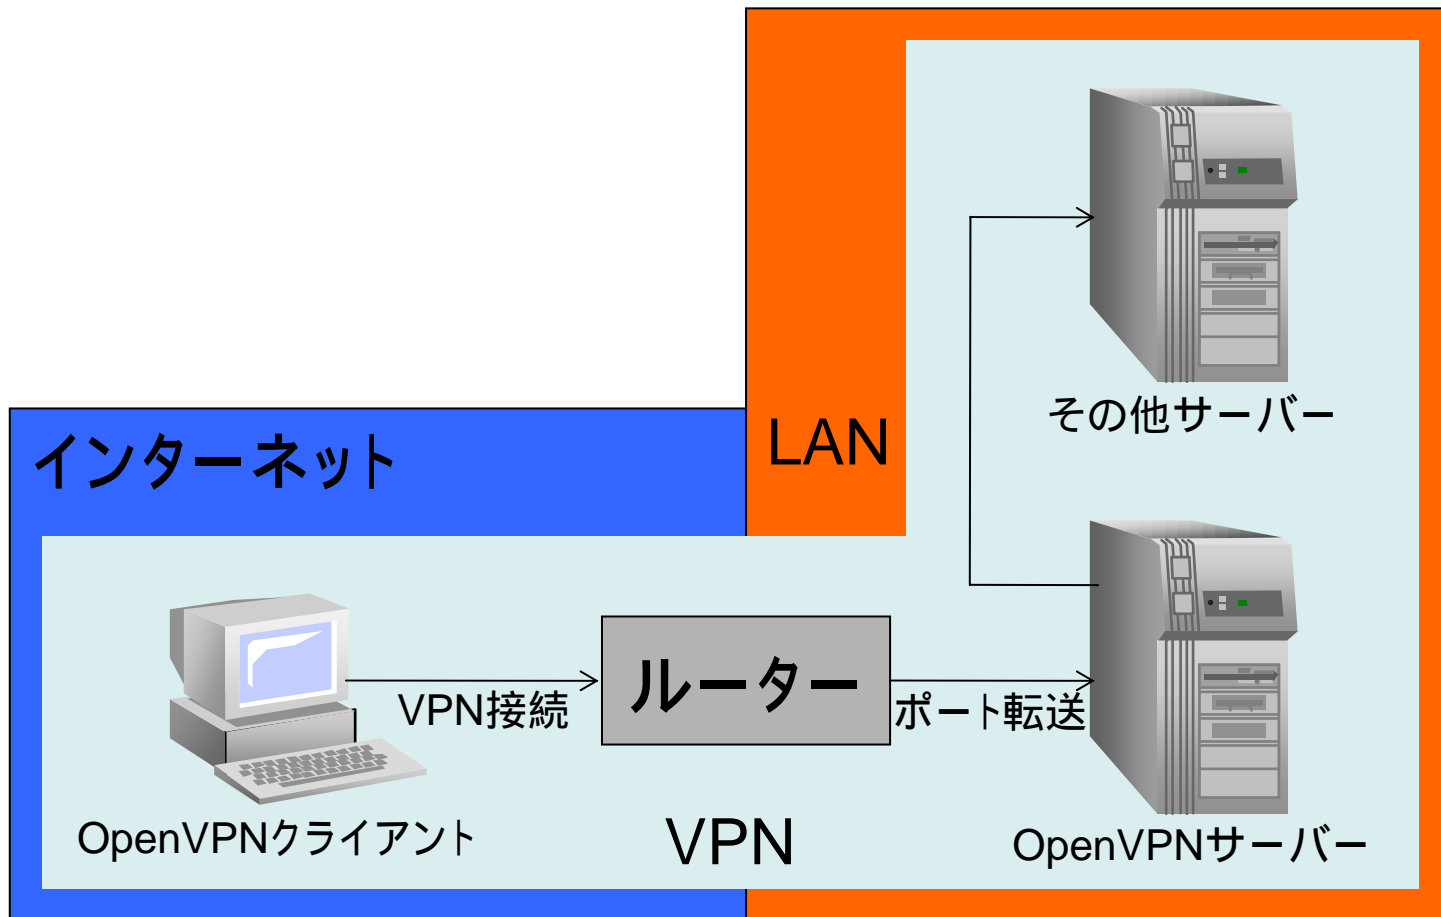 その他サーバー
LAN
インターネット
ルーター
VPN接続
ポート転送
OpenVPNクライアント
VPN
OpenVPNサーバー